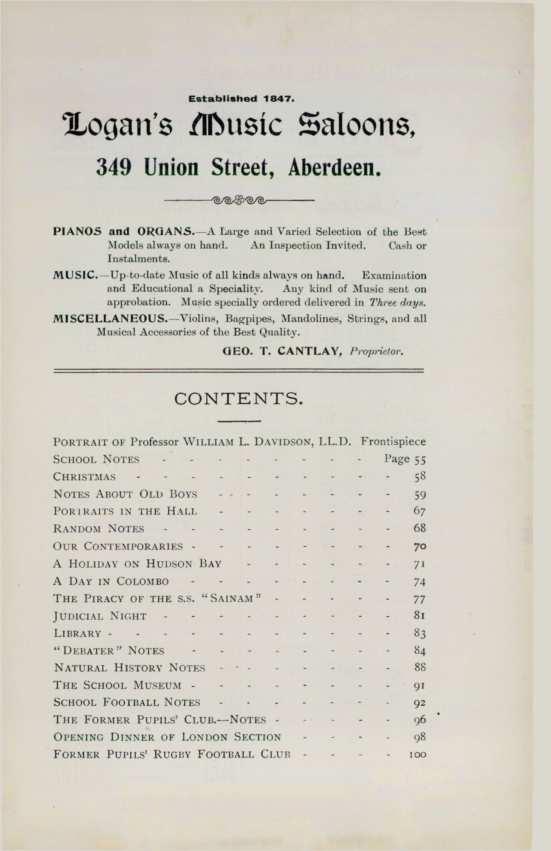 Established 1847.
Logan's Music Saloons,
349 Union Street, Aberdeen.
PIANOS and ORGANS.—A Large and Varied Selection of the Best
Models always on hand. An Inspection Invited. Cash or
Instalments.
MUSIC.—Up-to-date Music of all kinds always on hand. Examination
and Educational a Speciality. Any kind of Music sent on
approbation. Music specially ordered delivered in Three days.
MISCELLANEOUS.—Violins, Bagpipes, Mandolines, Strings, and all
Musical Accessories of the Best Quality.
GEO. T. CANTLAY, Proprietor.
CONTENTS.
PORTRAIT OF Professor WILLIAM L. DAVIDSON, LL.D. Frontispiece
SCHOOL NOTES - - - - - - - - Page 55
CHRISTMAS - - - - - - - - - - 58
NOTES ABOUT OLD BOYS - - - - - - - - 59
PORTRAITS IN THE HALL - - - - - - - 67
RANDOM NOTES - - - - - - - - - 68
OUR CONTEMPORARIES - - - - - - - - 70
A HOLIDAY ON HUDSON BAY - - - - - - 71
A DAY IN COLOMBO - - - - - - - - 74
THE PIRACY OF THE S.S. "SAINAM" - - - - - 77
JUDICIAL NIGHT - - - - - - - - - 81
LIBRARY - - - - - - - - - - - 83
"DEBATER" NOTES - - - - - - - - 84
NATURAL HISTORY NOTES - - - - - - - - 88
THE SCHOOL MUSEUM - - - - - - - - 91
SCHOOL FOOTBALL NOTES - - - - - - - 92
THE FORMER PUPILS' CLUB.—NOTES - - - - - 96
OPENING DINNER OF LONDON SECTION - - - - 98
FORMER PUPILS' RUGBY FOOTBALL CLUB - - - - 100